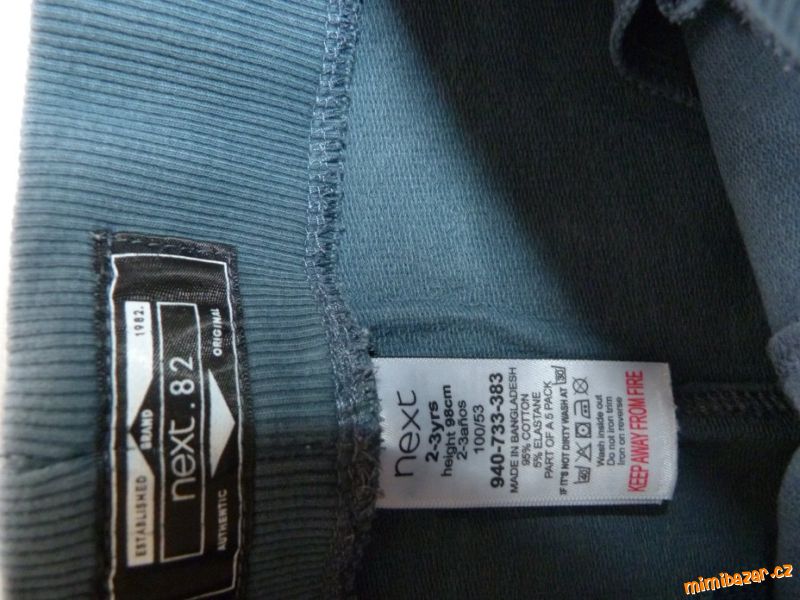 ESTABLISHED 1982.
BRAND
next.82
AUTHENTIC ORIGINAL
next
2-3yrs
height 98cm
2-3años
100/53
940-733-383
MADE IN BANGLADESH
95% COTTON
5% ELASTANE
PART OF A 5 PACK
IF IT'S NOT DIRTY WASH AT 30
40
Wash inside out
Do not iron trim
Iron on reverse
KEEP AWAY FROM FIRE
mimibazar.cz